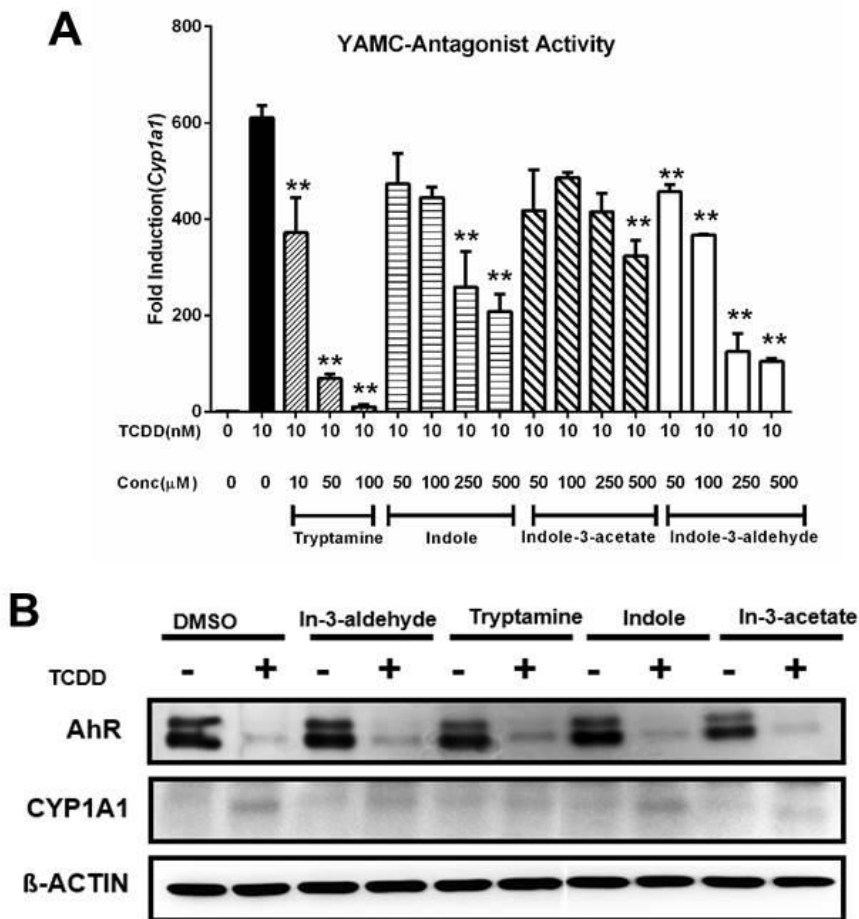 A
YAMC-Antagonist Activity
Fold Induction(Cyp1a1)
800
600
400
200
0
** ** ** ** ** ** ** ** ** **
TCDD(nM) 0 10 10 10 10 10 10 10 10 10 10 10 10 10 10 10 10
Conc(μM) 0 0 10 50 100 50 100 250 500 50 100 250 500 50 100 250 500
Tryptamine Indole Indole-3-acetate Indole-3-aldehyde
B
DMSO In-3-aldehyde Tryptamine Indole In-3-acetate
TCDD - + - + - + - + - +
AhR
CYP1A1
ß-ACTIN